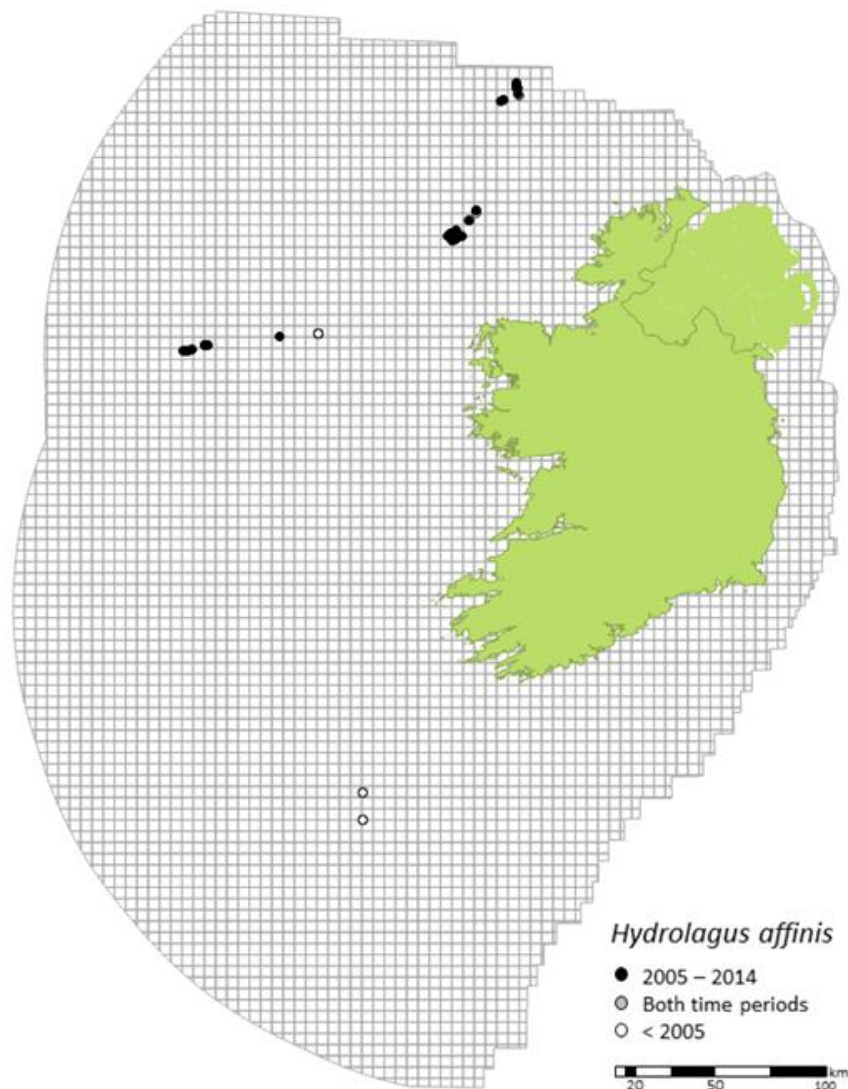 Hydrolagus affinis
2005 – 2014
Both time periods
< 2005
km
20 50 100